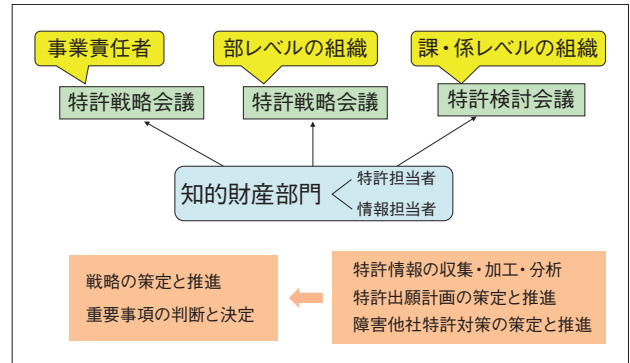 事業責任者
部レベルの組織
課・係レベルの組織
特許戦略会議
特許戦略会議
特許検討会議
知的財産部門
特許担当者
情報担当者
戦略の策定と推進
重要事項の判断と決定
特許情報の収集・加工・分析
特許出願計画の策定と推進
障害他社特許対策の策定と推進